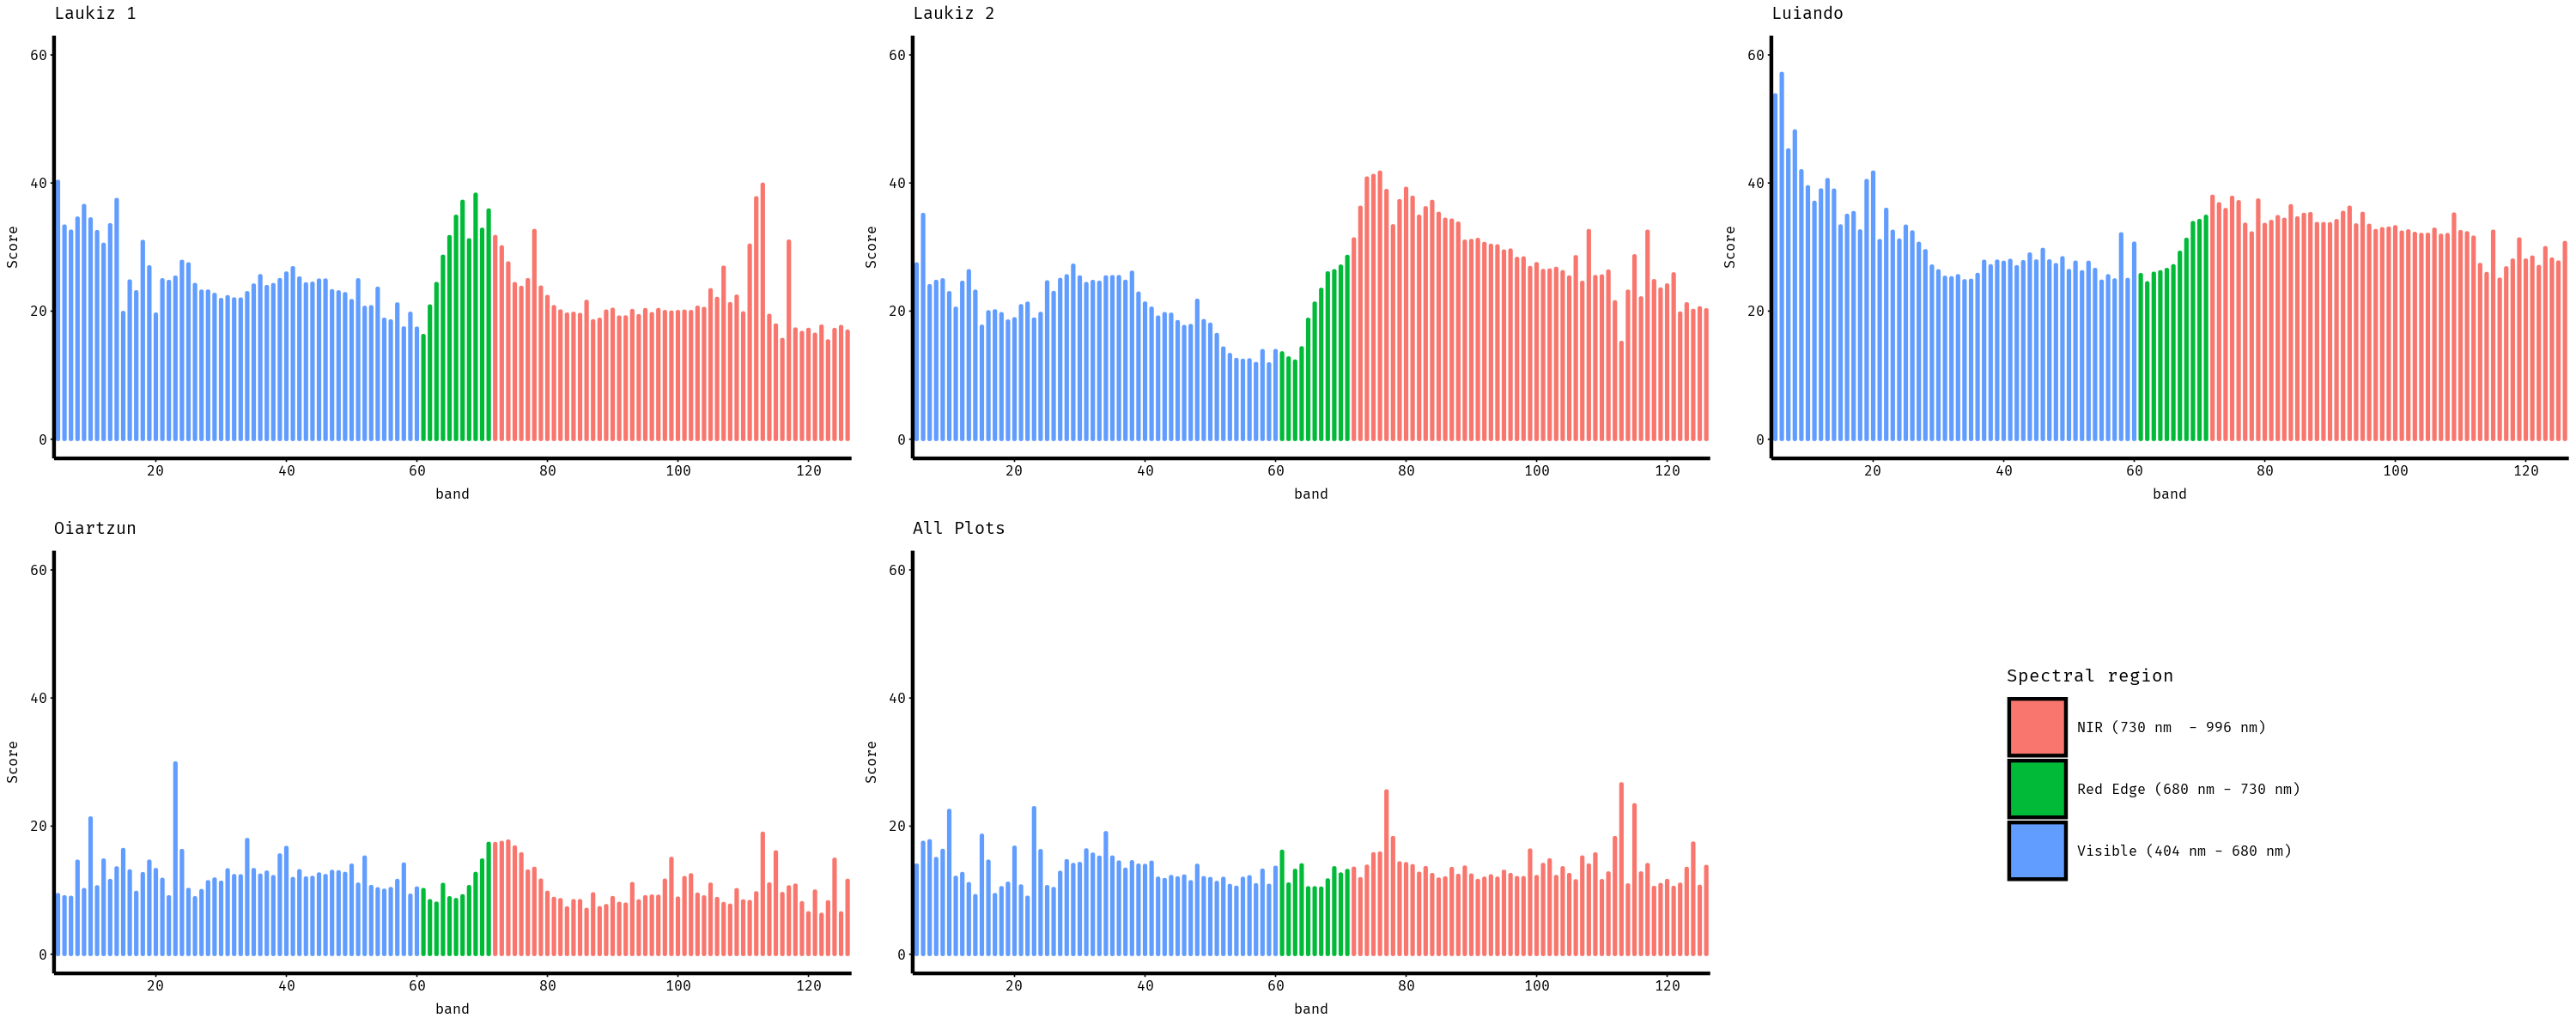 Laukiz 1
60
40
20
0
Score
20 40 60 80 100 120
band
Laukiz 2
60
40
20
0
Score
20 40 60 80 100 120
band
Luiando
60
40
20
0
Score
20 40 60 80 100 120
band
Oiartzun
60
40
20
0
Score
20 40 60 80 100 120
band
All Plots
60
40
20
0
Score
20 40 60 80 100 120
band
Spectral region
NIR (730 nm  - 996 nm)
Red Edge (680 nm - 730 nm)
Visible (404 nm - 680 nm)